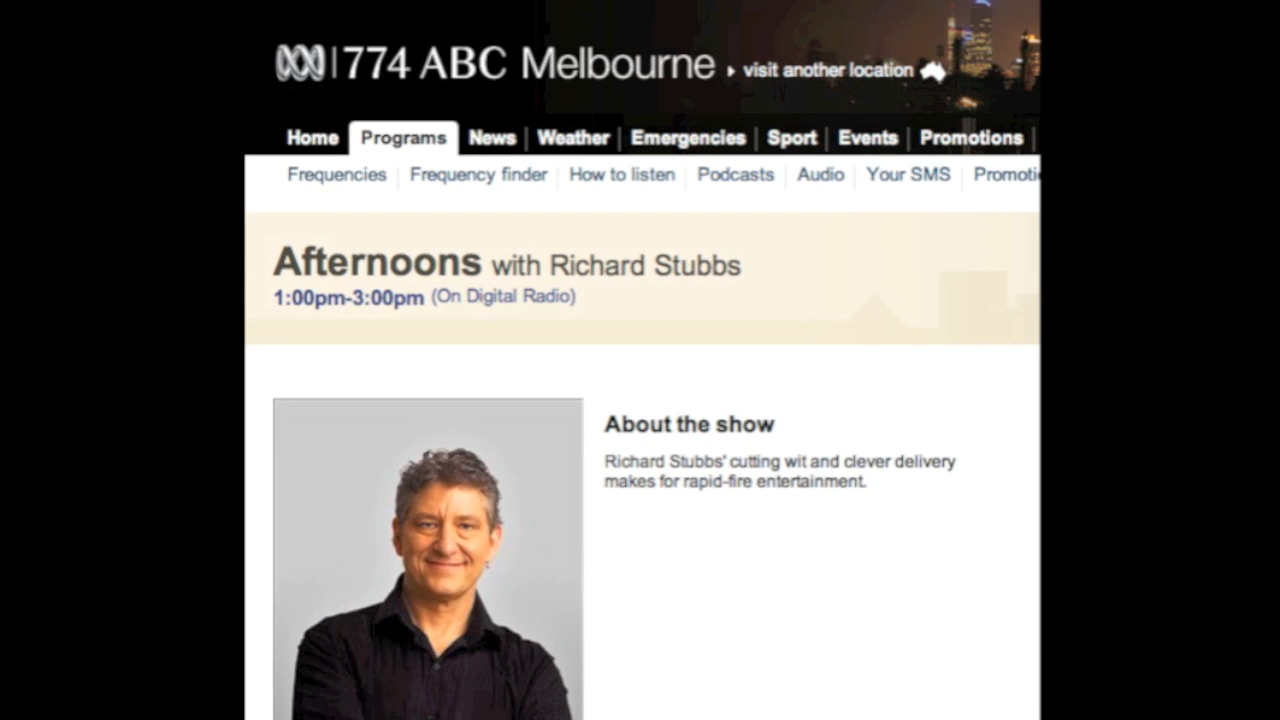 774 ABC Melbourne visit another location
Home Programs News Weather Emergencies Sport Events Promotions
Frequencies Frequency finder How to listen Podcasts Audio Your SMS
Afternoons with Richard Stubbs
1:00pm-3:00pm (On Digital Radio)
About the show
Richard Stubbs' cutting wit and clever delivery
makes for rapid-fire entertainment.